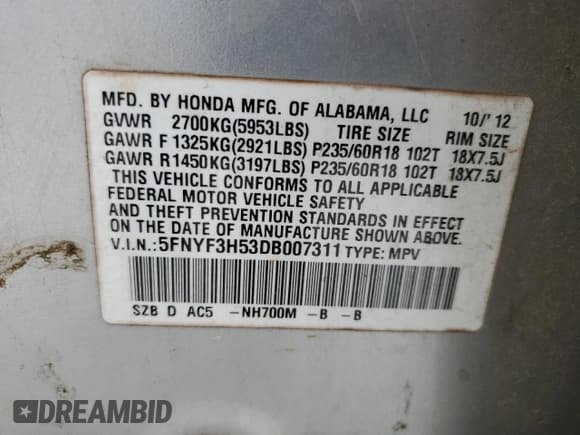 MFD. BY HONDA MFG. OF ALABAMA, LLC 10/'12
GVWR 2700KG(5953LBS) TIRE SIZE RIM SIZE
GAWR F 1325KG(2921LBS) P235/60R18 102T 18X7.5J
GAWR R1450KG(3197LBS) P235/60R18 102T 18X7.5J
THIS VEHICLE CONFORMS TO ALL APPLICABLE
FEDERAL MOTOR VEHICLE SAFETY
AND THEFT PREVENTION STANDARDS IN EFFECT
ON THE DATE OF MANUFACTURE SHOWN ABOVE.
V.I.N.:5FNYF3H53DB007311 TYPE: MPV
SZB D AC5 -NH700M -B -B
DREAMBID